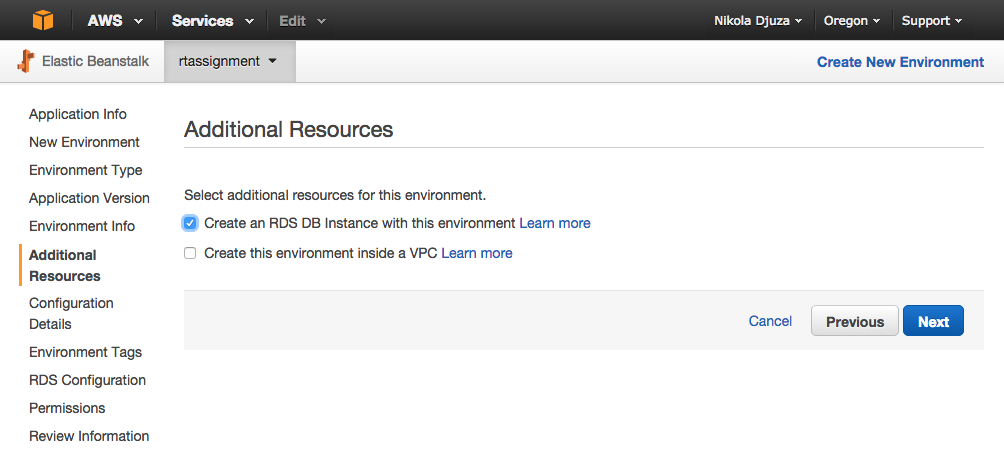 AWS Services Edit Nikola Djuza Oregon Support
Elastic Beanstalk rtassignment Create New Environment
Application Info
New Environment
Environment Type
Application Version
Environment Info
Additional
Resources
Configuration
Details
Environment Tags
RDS Configuration
Permissions
Review Information
Additional Resources
Select additional resources for this environment.
Create an RDS DB Instance with this environment Learn more
Create this environment inside a VPC Learn more
Cancel Previous Next